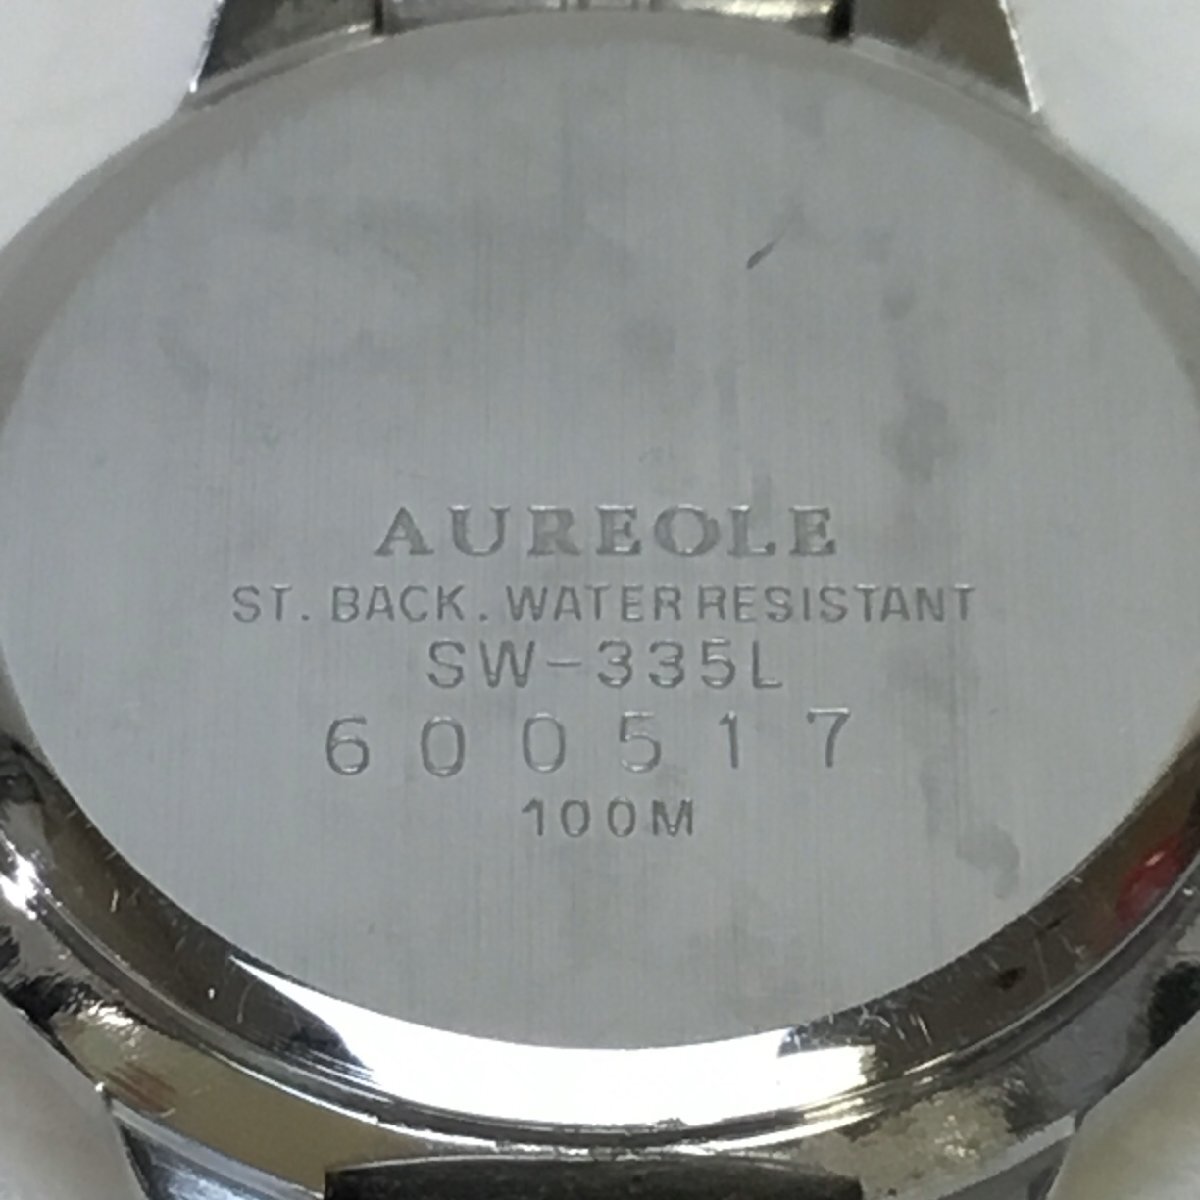 AUREOLE
ST. BACK. WATER RESISTANT
SW-335L
600517
100M